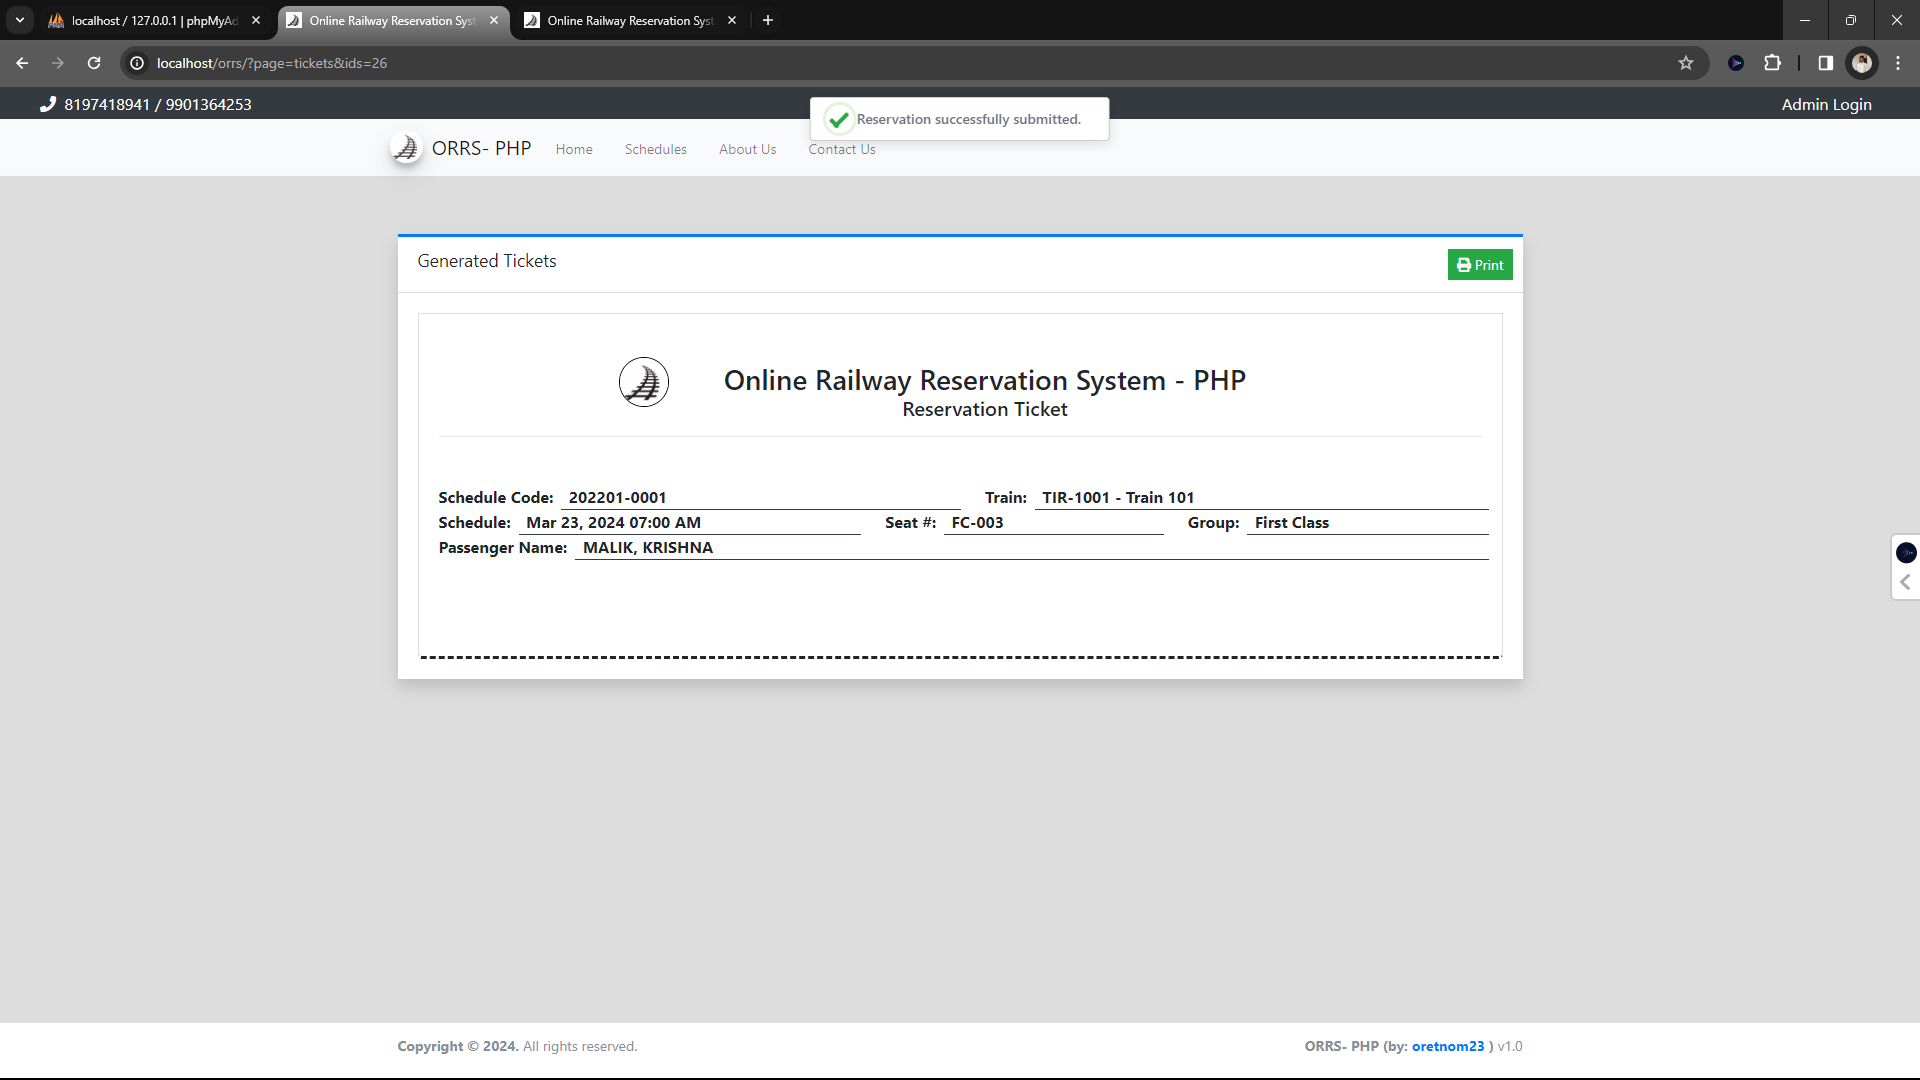 localhost / 127.0.0.1 | phpMyAd
Online Railway Reservation Syst
Online Railway Reservation Syst
localhost/orrs/?page=tickets&ids=26
8197418941 / 9901364253
Admin Login
Reservation successfully submitted.
ORRS- PHP
Home
Schedules
About Us
Contact Us
Generated Tickets
Print
Online Railway Reservation System - PHP
Reservation Ticket
Schedule Code: 202201-0001 Train: TIR-1001 - Train 101
Schedule: Mar 23, 2024 07:00 AM Seat #: FC-003 Group: First Class
Passenger Name: MALIK, KRISHNA
Copyright © 2024. All rights reserved.
ORRS- PHP (by: oretnom23 ) v1.0